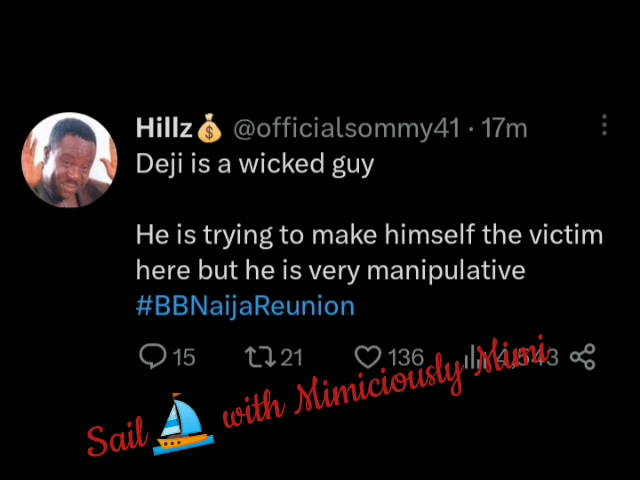 Hillz💰 @officialsommy41 · 17m
Deji is a wicked guy
He is trying to make himself the victim
here but he is very manipulative
#BBNaijaReunion
15 21 136
Sail ⛵ with Mimiciously Mimi